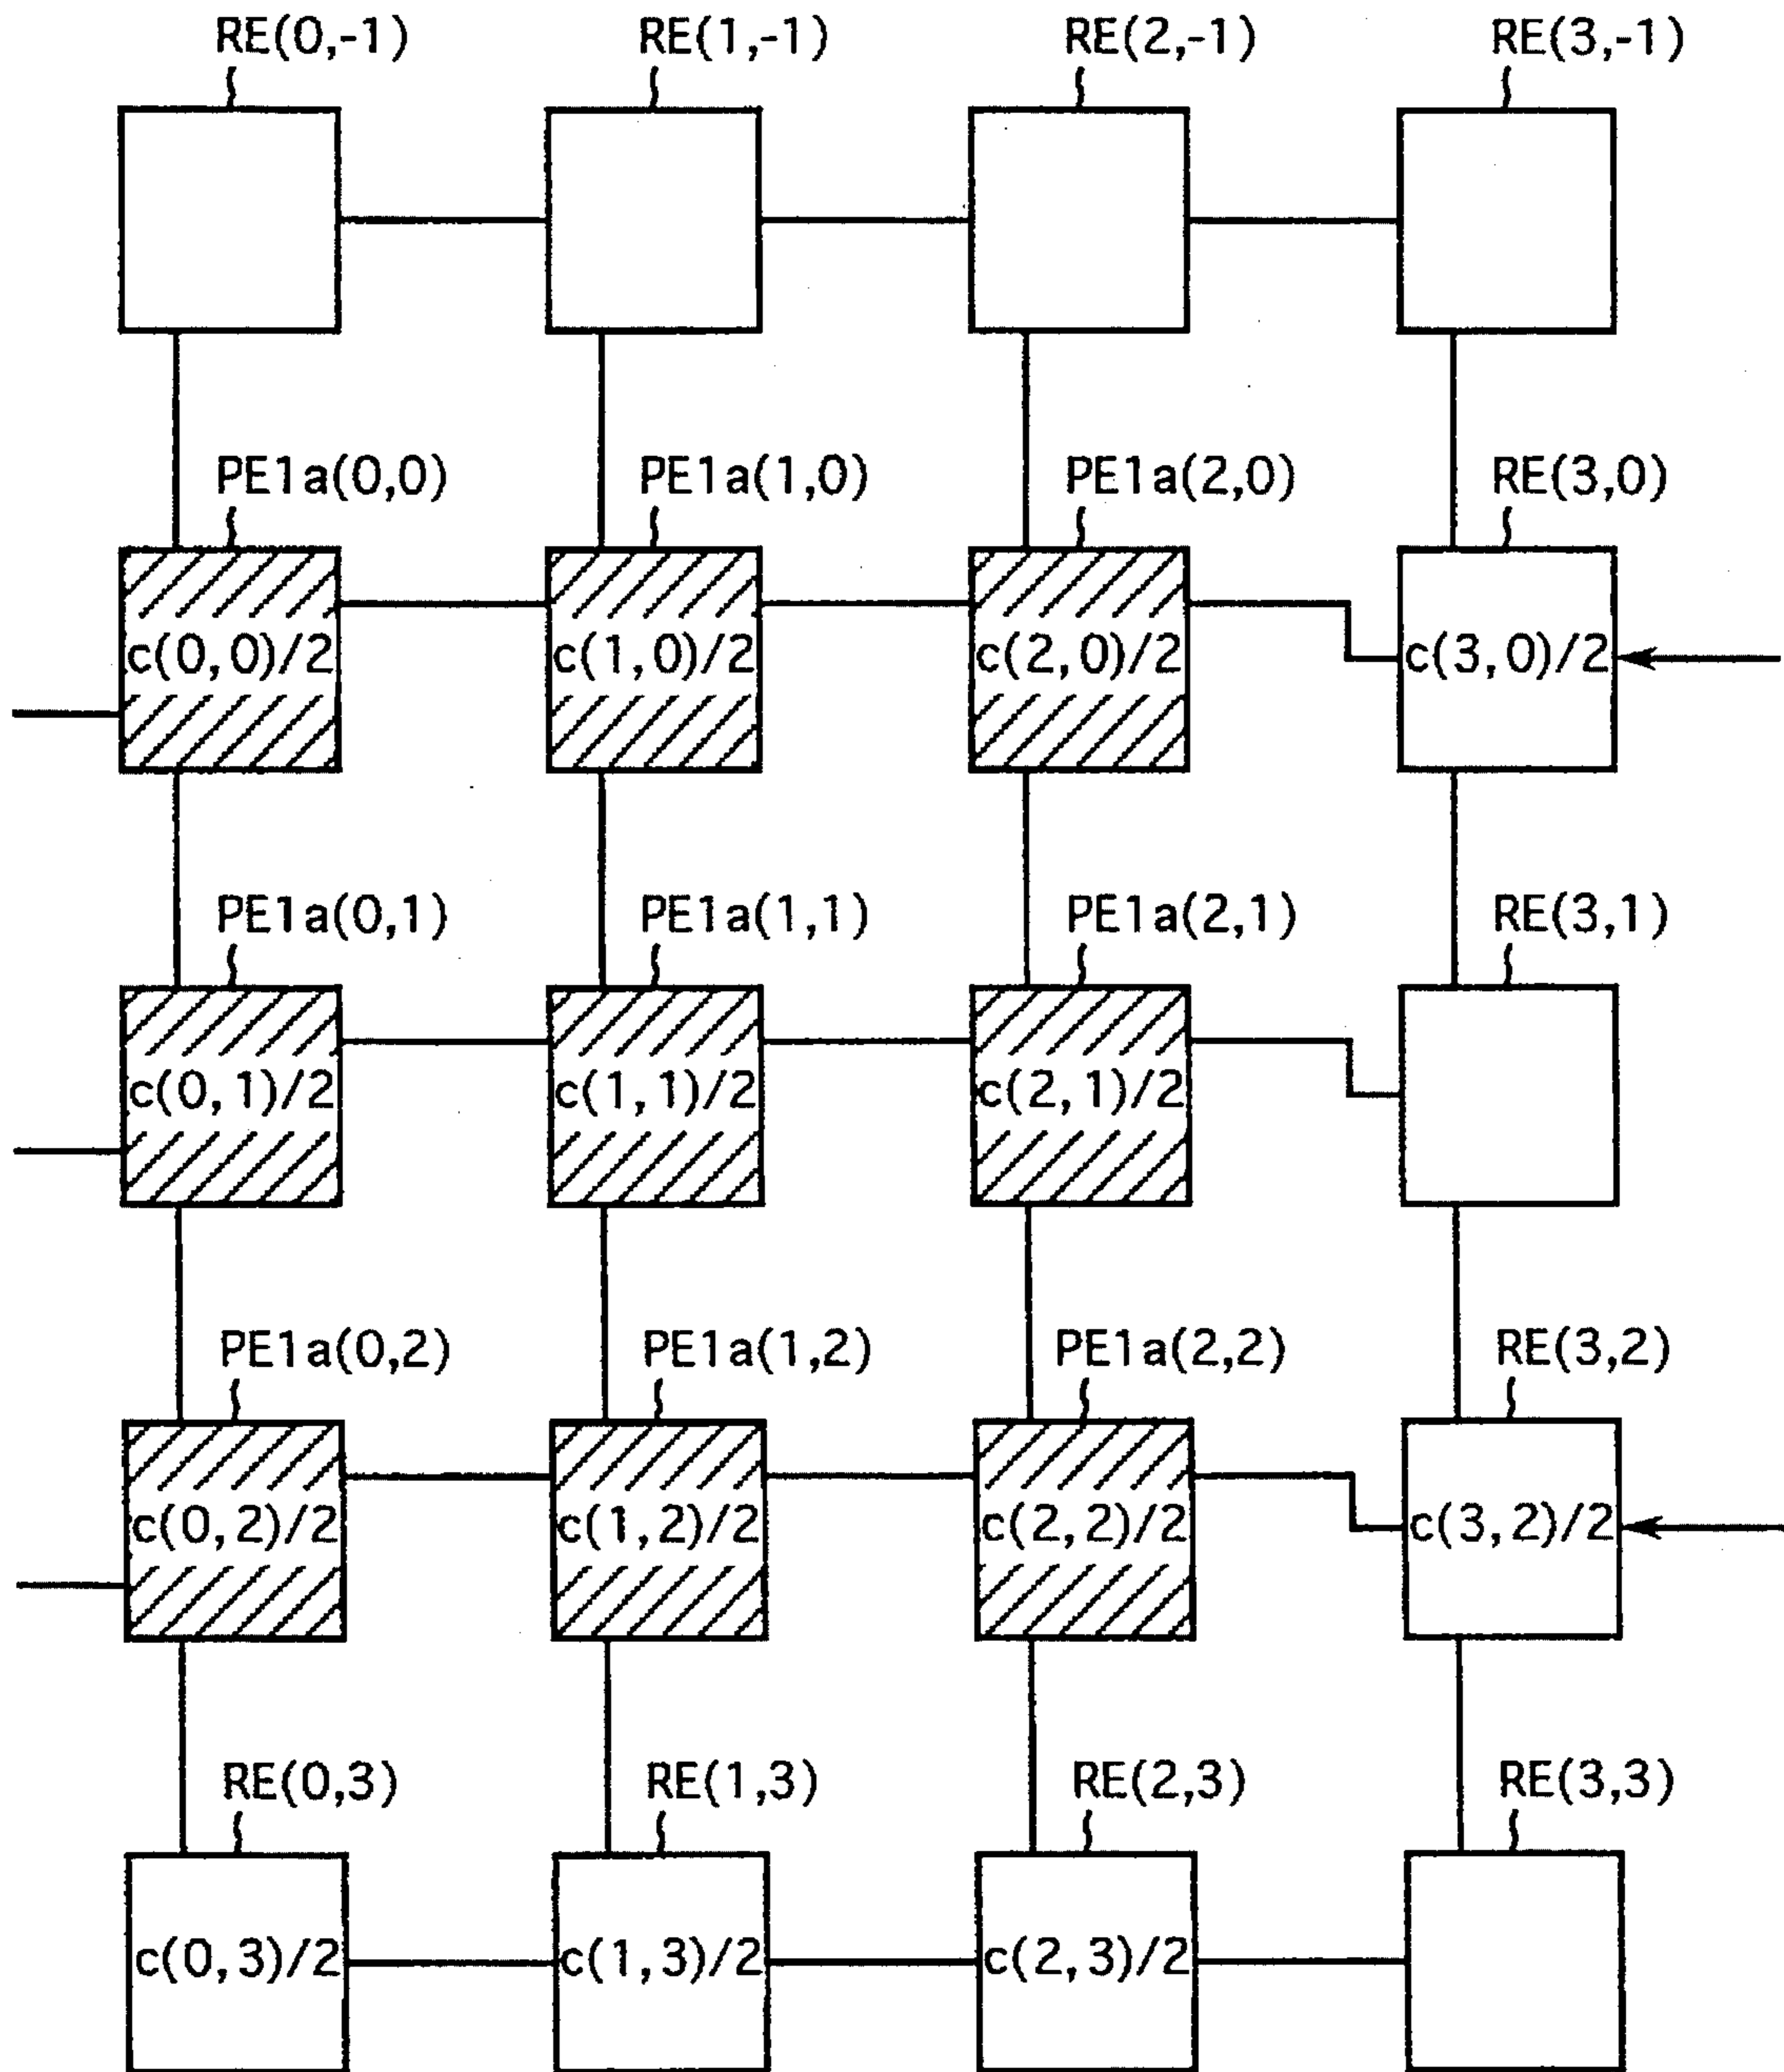 RE(0,-1) RE(1,-1) RE(2,-1) RE(3,-1)
PE1a(0,0) PE1a(1,0) PE1a(2,0) RE(3,0)
c(0,0)/2 c(1,0)/2 c(2,0)/2 c(3,0)/2
PE1a(0,1) PE1a(1,1) PE1a(2,1) RE(3,1)
c(0,1)/2 c(1,1)/2 c(2,1)/2
PE1a(0,2) PE1a(1,2) PE1a(2,2) RE(3,2)
c(0,2)/2 c(1,2)/2 c(2,2)/2 c(3,2)/2
RE(0,3) RE(1,3) RE(2,3) RE(3,3)
c(0,3)/2 c(1,3)/2 c(2,3)/2